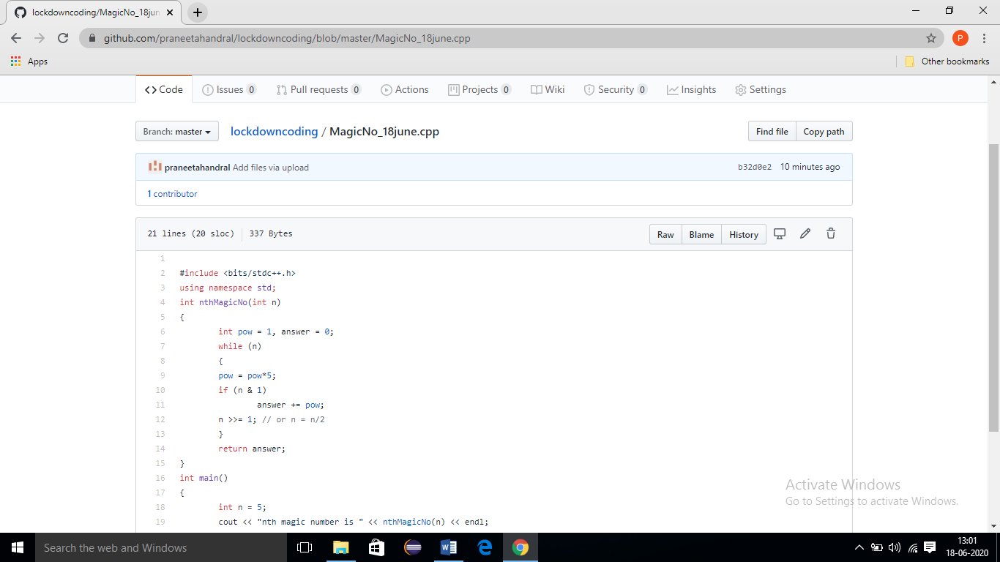 lockdowncoding/MagicNo_18jun
github.com/praneetahandral/lockdowncoding/blob/master/MagicNo_18june.cpp
P
Apps
Other bookmarks
Code Issues 0 Pull requests 0 Actions Projects 0 Wiki Security 0 Insights Settings
Branch: master lockdowncoding / MagicNo_18june.cpp Find file Copy path
praneetahandral Add files via upload b32d0e2 10 minutes ago
1 contributor
21 lines (20 sloc) 337 Bytes Raw Blame History
1
2 #include <bits/stdc++.h>
3 using namespace std;
4 int nthMagicNo(int n)
5 {
6 int pow = 1, answer = 0;
7 while (n)
8 {
9 pow = pow*5;
10 if (n & 1)
11 answer += pow;
12 n >>= 1; // or n = n/2
13 }
14 return answer;
15 }
16 int main()
17 {
18 int n = 5;
19 cout << "nth magic number is " << nthMagicNo(n) << endl;
Activate Windows
Go to Settings to activate Windows.
Search the web and Windows
13:01
18-06-2020